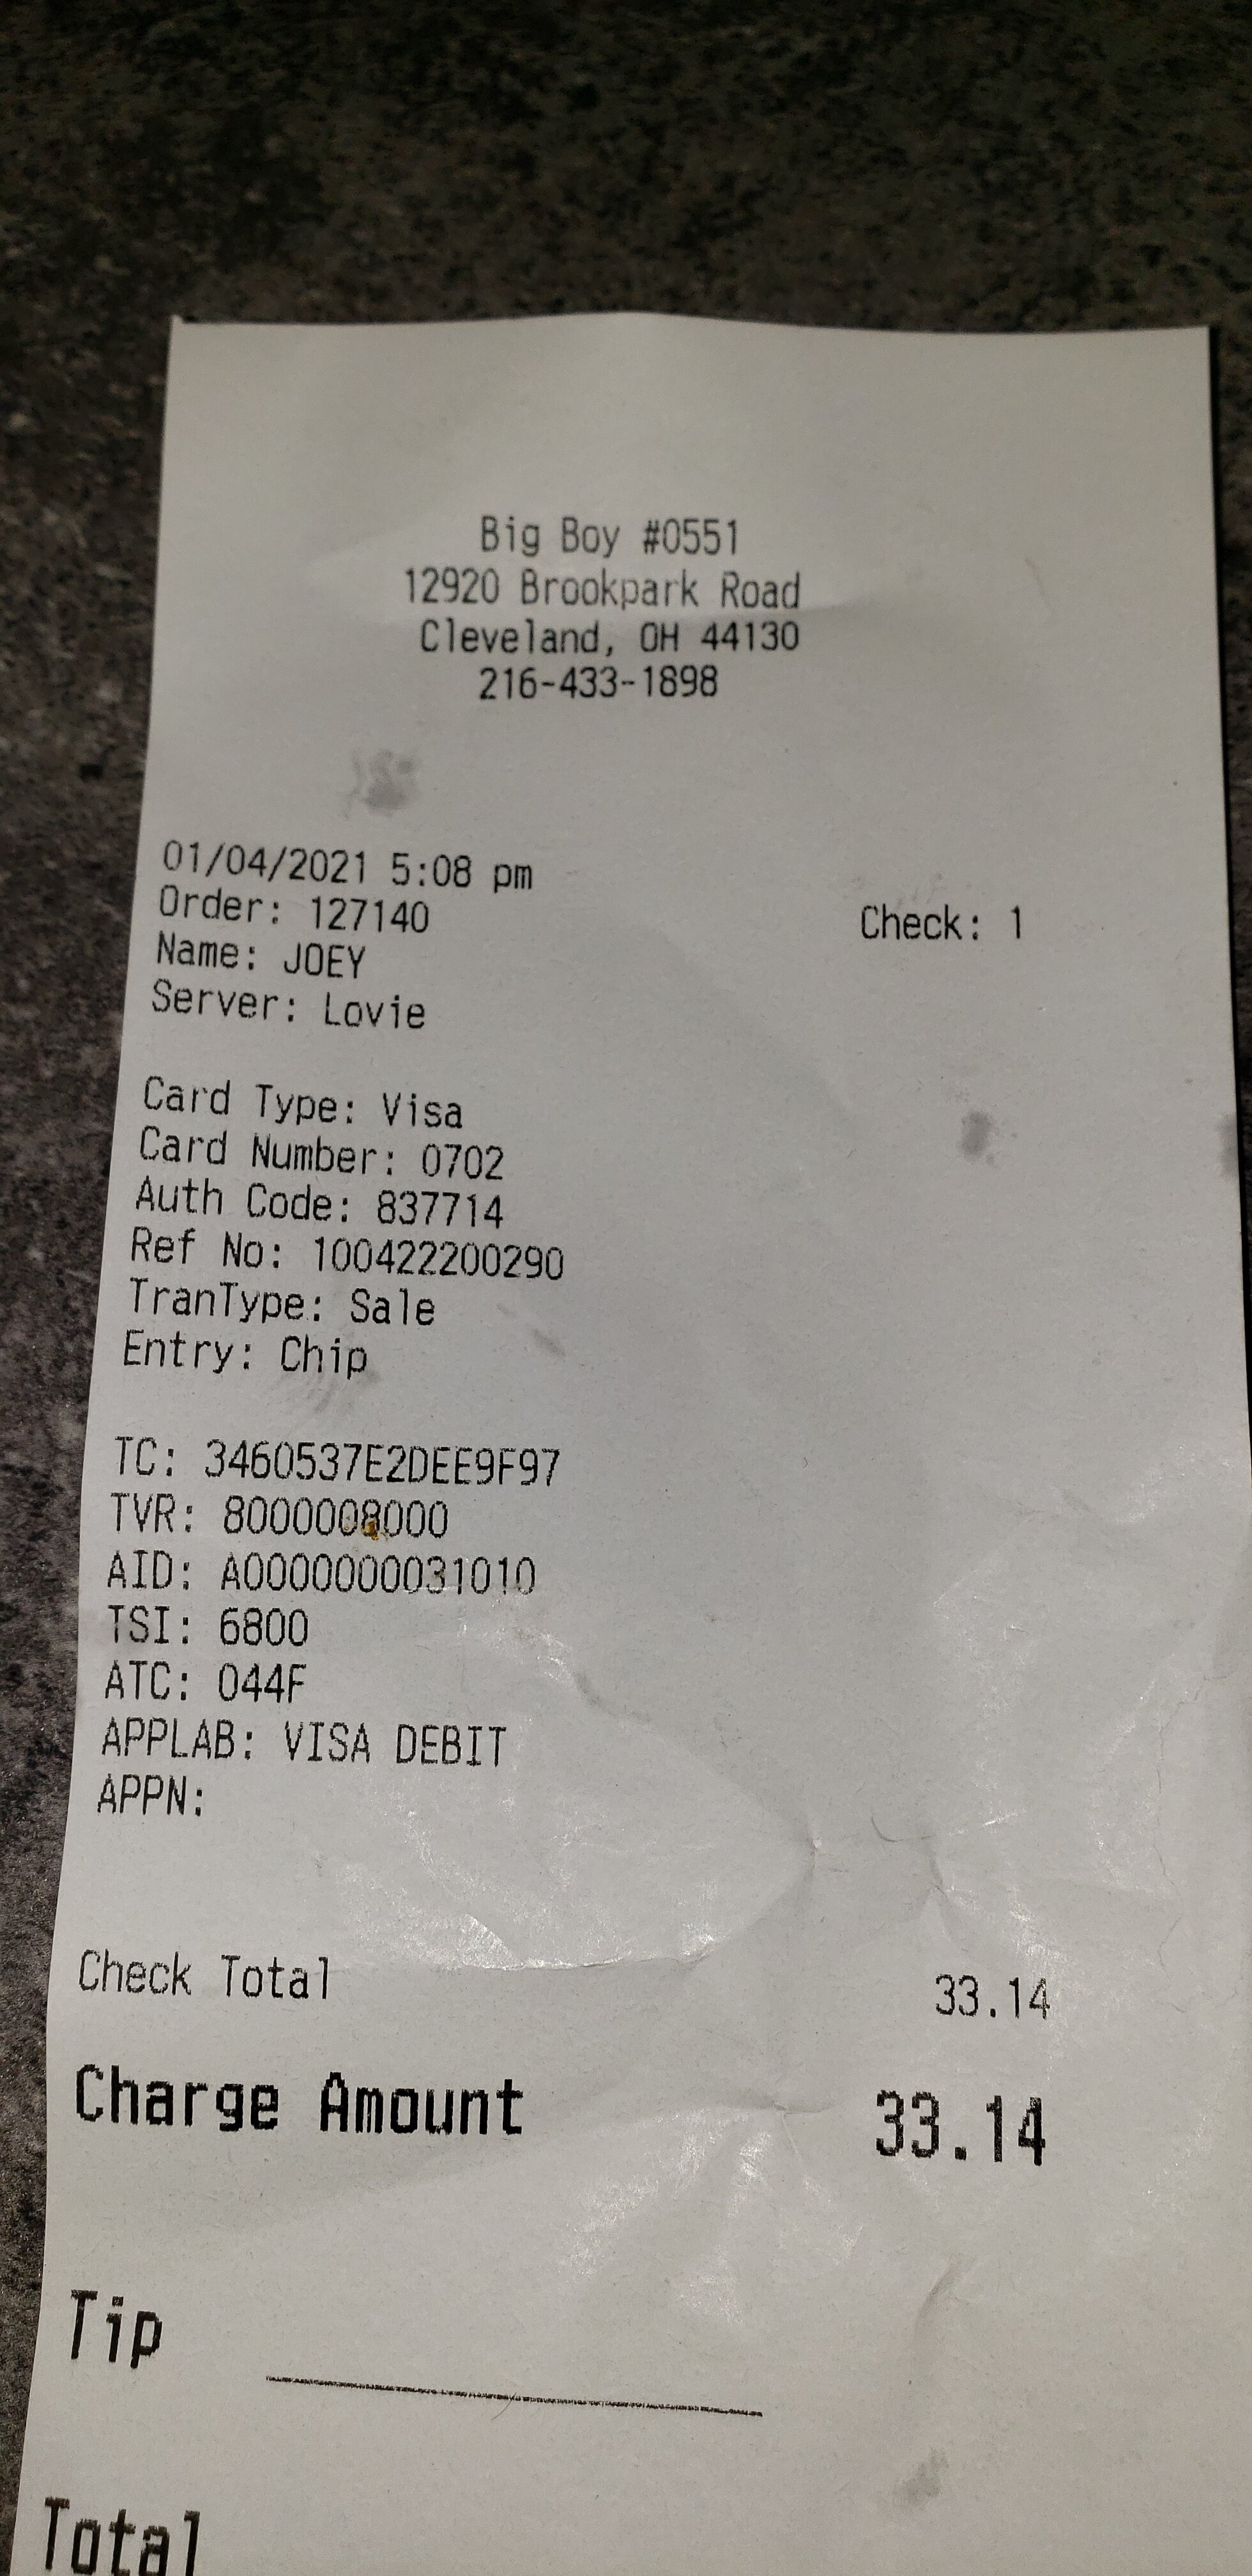 Big Boy #0551
12920 Brookpark Road
Cleveland, OH 44130
216-433-1898
01/04/2021 5:08 pm
Order: 127140 Check: 1
Name: JOEY
Server: Lovie
Card Type: Visa
Card Number: 0702
Auth Code: 837714
Ref No: 100422200290
TranType: Sale
Entry: Chip
TC: 3460537E2DEE9F97
TVR: 8000008000
AID: A0000000031010
TSI: 6800
ATC: 044F
APPLAB: VISA DEBIT
APPN:
Check Total 33.14
Charge Amount 33.14
Tip
Total